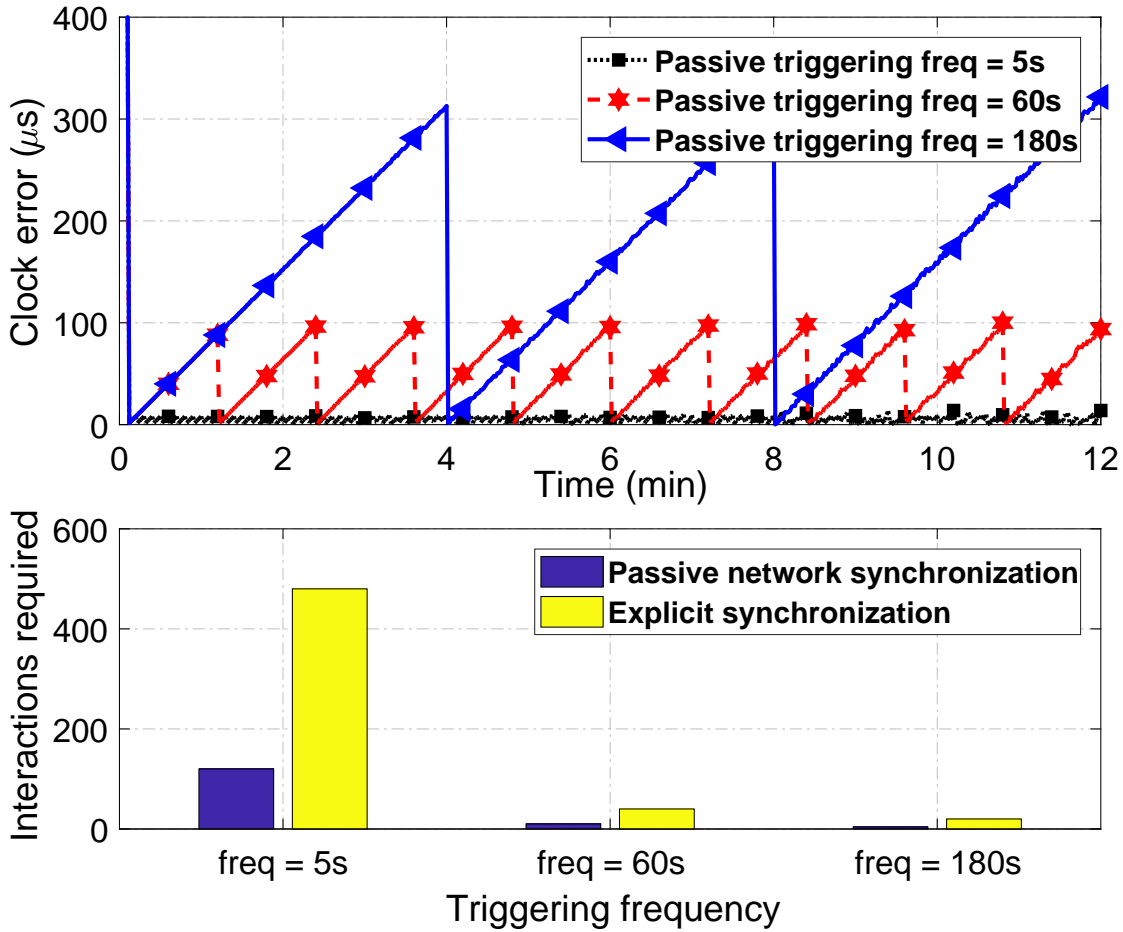 400
300
200
100
0
Clock error (μs)
Passive triggering freq = 5s
Passive triggering freq = 60s
Passive triggering freq = 180s
0 2 4 6 8 10 12
Time (min)
600
400
200
0
Interactions required
Passive network synchronization
Explicit synchronization
freq = 5s freq = 60s freq = 180s
Triggering frequency